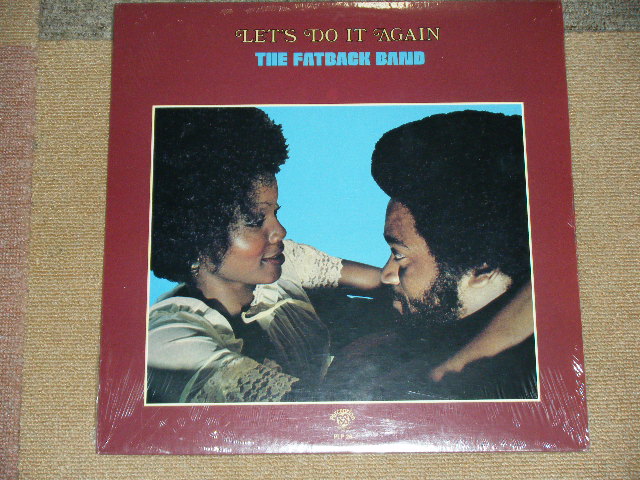 LET'S DO IT AGAIN
THE FATBACK BAND